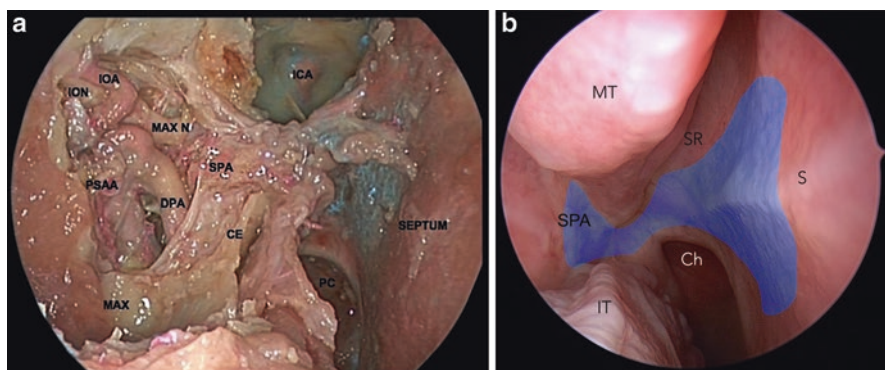 a
ICA
IOA
ION
MAX N
SPA
PSAA
DPA
CE
SEPTUM
PC
MAX
b
MT
SR
S
SPA
Ch
IT